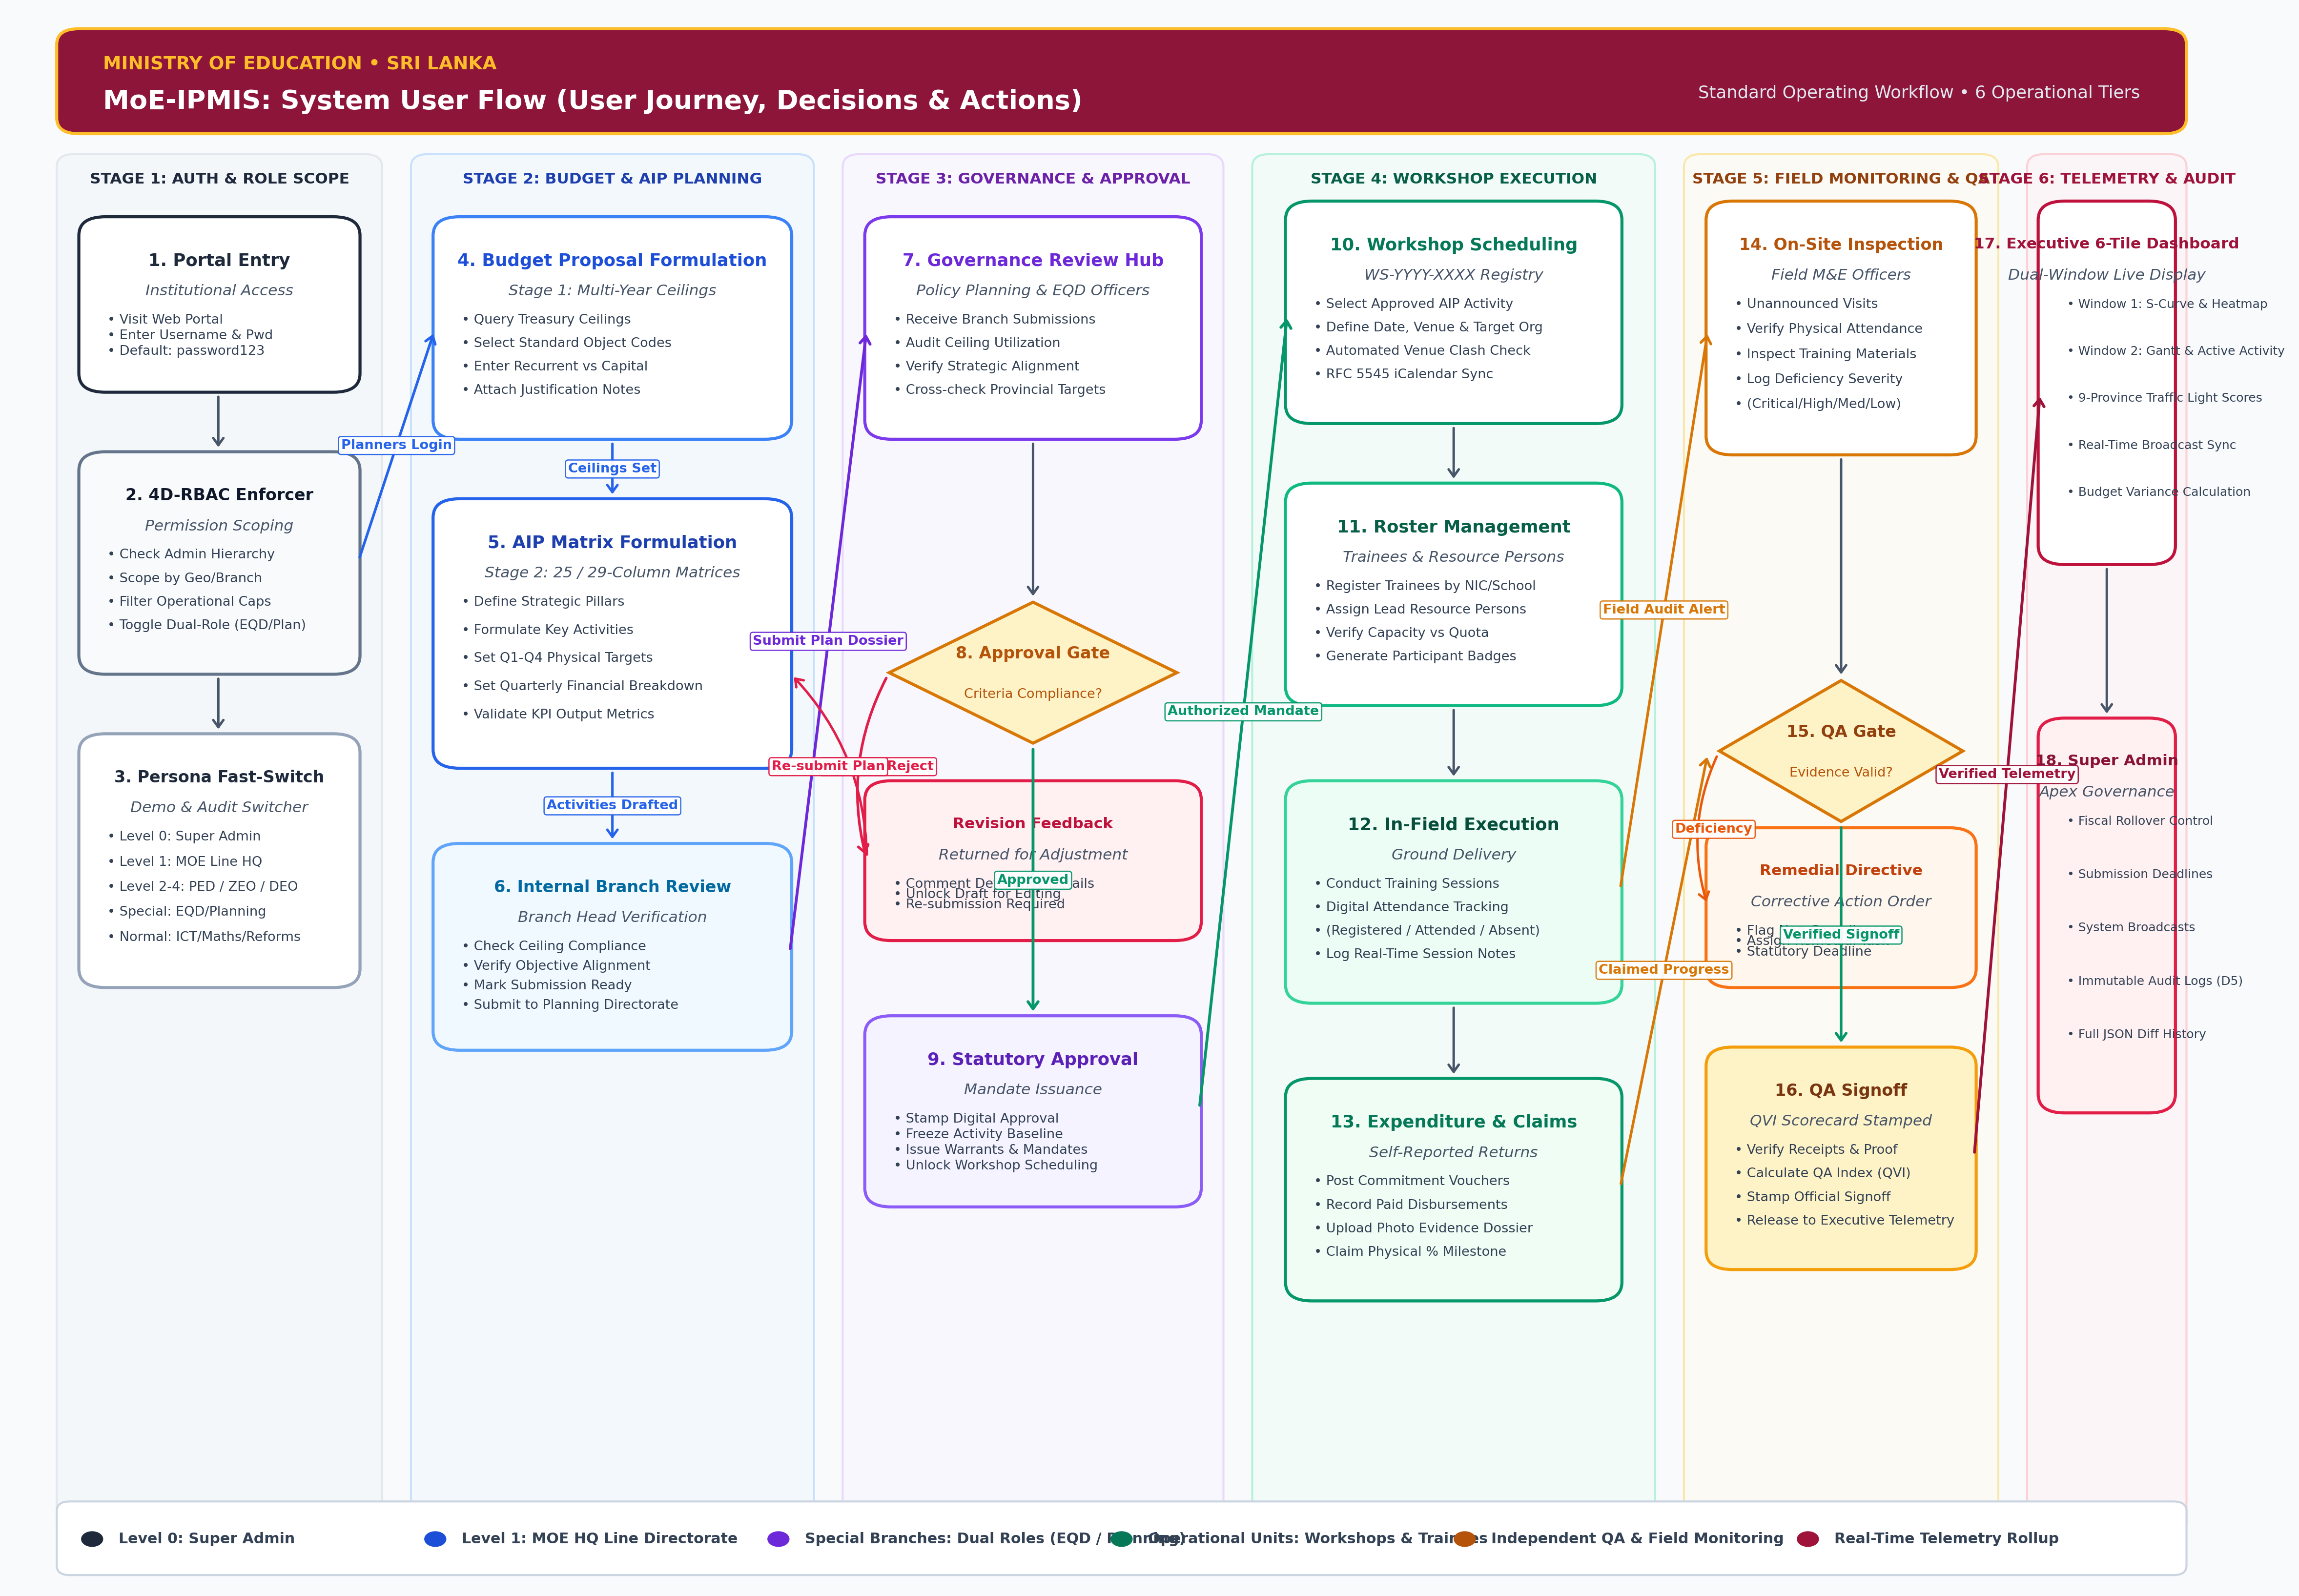 MINISTRY OF EDUCATION • SRI LANKA
MoE-IPMIS: System User Flow (User Journey, Decisions & Actions)
Standard Operating Workflow • 6 Operational Tiers
STAGE 1: AUTH & ROLE SCOPE
1. Portal Entry
Institutional Access
• Visit Web Portal
• Enter Username & Pwd
• Default: password123
2. 4D-RBAC Enforcer
Permission Scoping
• Check Admin Hierarchy
• Scope by Geo/Branch
• Filter Operational Caps
• Toggle Dual-Role (EQD/Plan)
3. Persona Fast-Switch
Demo & Audit Switcher
• Level 0: Super Admin
• Level 1: MOE Line HQ
• Level 2-4: PED / ZEO / DEO
• Special: EQD/Planning
• Normal: ICT/Maths/Reforms
Planners Login
STAGE 2: BUDGET & AIP PLANNING
4. Budget Proposal Formulation
Stage 1: Multi-Year Ceilings
• Query Treasury Ceilings
• Select Standard Object Codes
• Enter Recurrent vs Capital
• Attach Justification Notes
Ceilings Set
5. AIP Matrix Formulation
Stage 2: 25 / 29-Column Matrices
• Define Strategic Pillars
• Formulate Key Activities
• Set Q1-Q4 Physical Targets
• Set Quarterly Financial Breakdown
• Validate KPI Output Metrics
Activities Drafted
6. Internal Branch Review
Branch Head Verification
• Check Ceiling Compliance
• Verify Objective Alignment
• Mark Submission Ready
• Submit to Planning Directorate
Submit Plan Dossier
STAGE 3: GOVERNANCE & APPROVAL
7. Governance Review Hub
Policy Planning & EQD Officers
• Receive Branch Submissions
• Audit Ceiling Utilization
• Verify Strategic Alignment
• Cross-check Provincial Targets
8. Approval Gate
Criteria Compliance?
Re-submit Plan
Reject
Revision Feedback
Returned for Adjustment
• Comment
• Unlock Draft for Editing
• Re-submission Required
Approved
9. Statutory Approval
Mandate Issuance
• Stamp Digital Approval
• Freeze Activity Baseline
• Issue Warrants & Mandates
• Unlock Workshop Scheduling
Authorized Mandate
STAGE 4: WORKSHOP EXECUTION
10. Workshop Scheduling
WS-YYYY-XXXX Registry
• Select Approved AIP Activity
• Define Date, Venue & Target Org
• Automated Venue Clash Check
• RFC 5545 iCalendar Sync
11. Roster Management
Trainees & Resource Persons
• Register Trainees by NIC/School
• Assign Lead Resource Persons
• Verify Capacity vs Quota
• Generate Participant Badges
12. In-Field Execution
Ground Delivery
• Conduct Training Sessions
• Digital Attendance Tracking
• (Registered / Attended / Absent)
• Log Real-Time Session Notes
13. Expenditure & Claims
Self-Reported Returns
• Post Commitment Vouchers
• Record Paid Disbursements
• Upload Photo Evidence Dossier
• Claim Physical % Milestone
Field Audit Alert
Claimed Progress
STAGE 5: FIELD MONITORING & QA
14. On-Site Inspection
Field M&E Officers
• Unannounced Visits
• Verify Physical Attendance
• Inspect Training Materials
• Log Deficiency Severity
• (Critical/High/Med/Low)
15. QA Gate
Evidence Valid?
Deficiency
Remedial Directive
Corrective Action Order
• Flag
• Statutory Deadline
Verified Signoff
16. QA Signoff
QVI Scorecard Stamped
• Verify Receipts & Proof
• Calculate QA Index (QVI)
• Stamp Official Signoff
• Release to Executive Telemetry
Verified Telemetry
STAGE 6: TELEMETRY & AUDIT
17. Executive 6-Tile Dashboard
Dual-Window Live Display
• Window 1: S-Curve & Heatmap
• Window 2: Gantt & Active Activity
• 9-Province Traffic Light Scores
• Real-Time Broadcast Sync
• Budget Variance Calculation
18. Super Admin
Apex Governance
• Fiscal Rollover Control
• Submission Deadlines
• System Broadcasts
• Immutable Audit Logs (D5)
• Full JSON Diff History
Level 0: Super Admin
Level 1: MOE HQ Line Directorate
Special Branches: Dual Roles (EQD / Planning)
Operational Units: Workshops & Trainees
Independent QA & Field Monitoring
Real-Time Telemetry Rollup